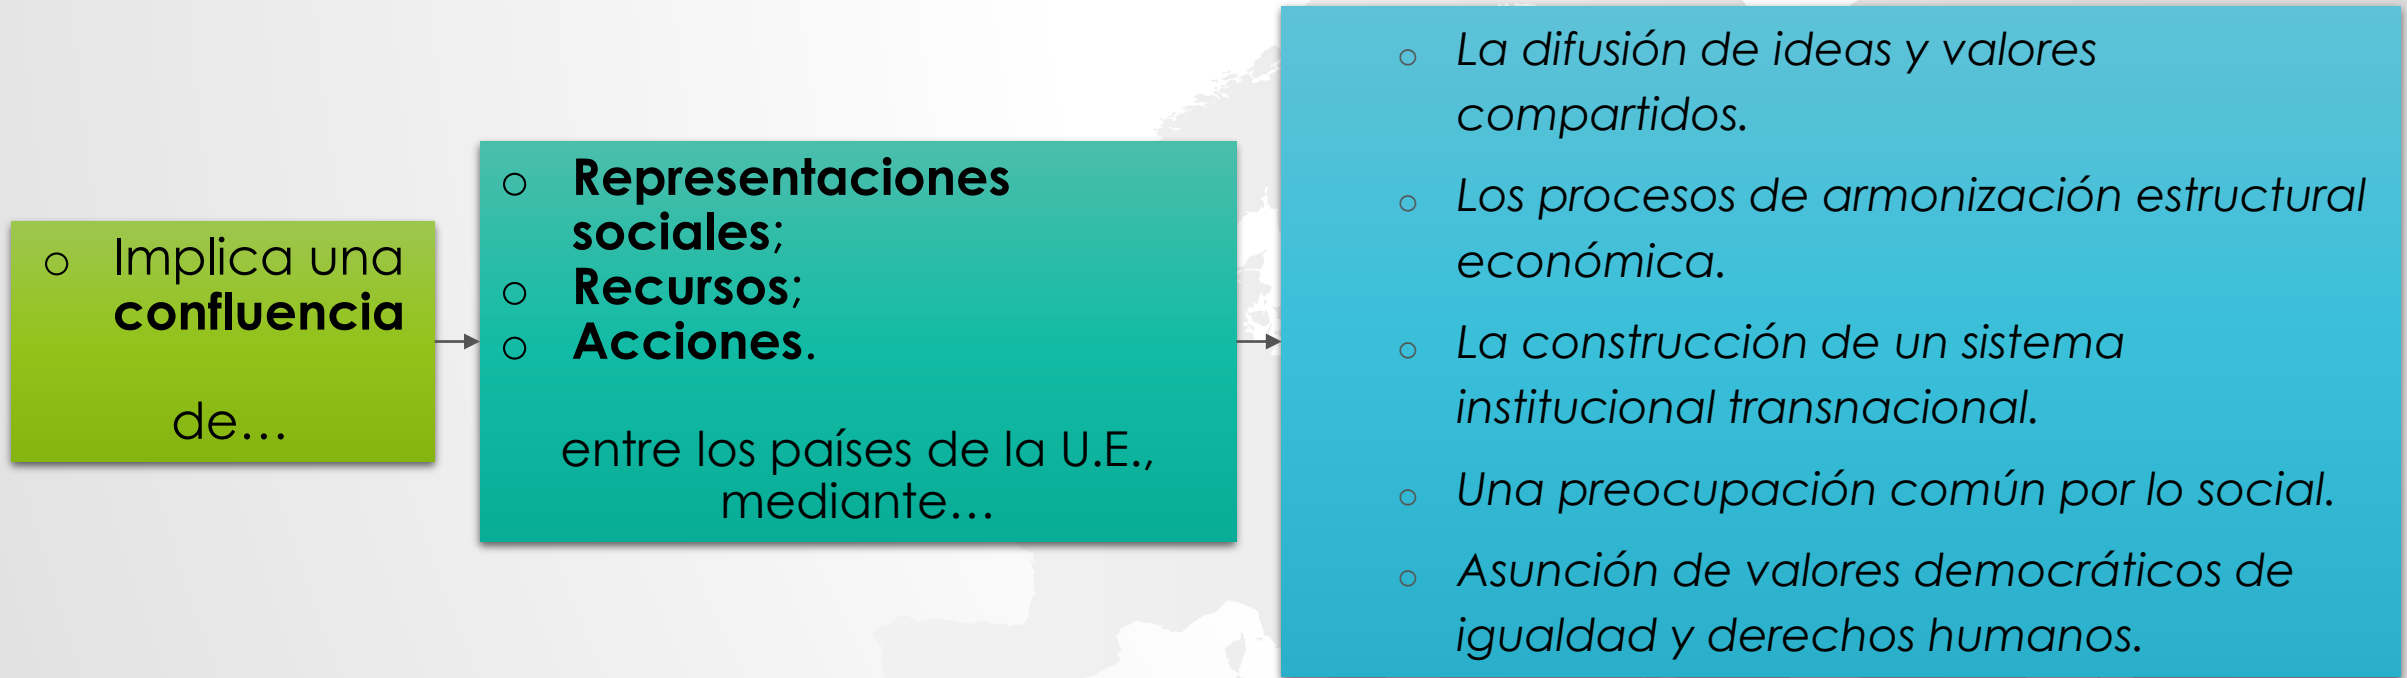 o Implica una
confluencia
de…
o Representaciones
sociales;
o Recursos;
o Acciones.
entre los países de la U.E.,
mediante…
o La difusión de ideas y valores
compartidos.
o Los procesos de armonización estructural
económica.
o La construcción de un sistema
institucional transnacional.
o Una preocupación común por lo social.
o Asunción de valores democráticos de
igualdad y derechos humanos.